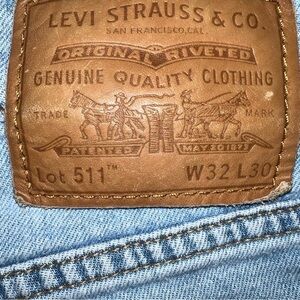 LEVI STRAUSS & CO.
SAN FRANCISCO, CAL.
ORIGINAL RIVETED
GENUINE QUALITY CLOTHING
TRADE MARK
PATENTED MAY 20 1873
Lot 511™ W32 L30